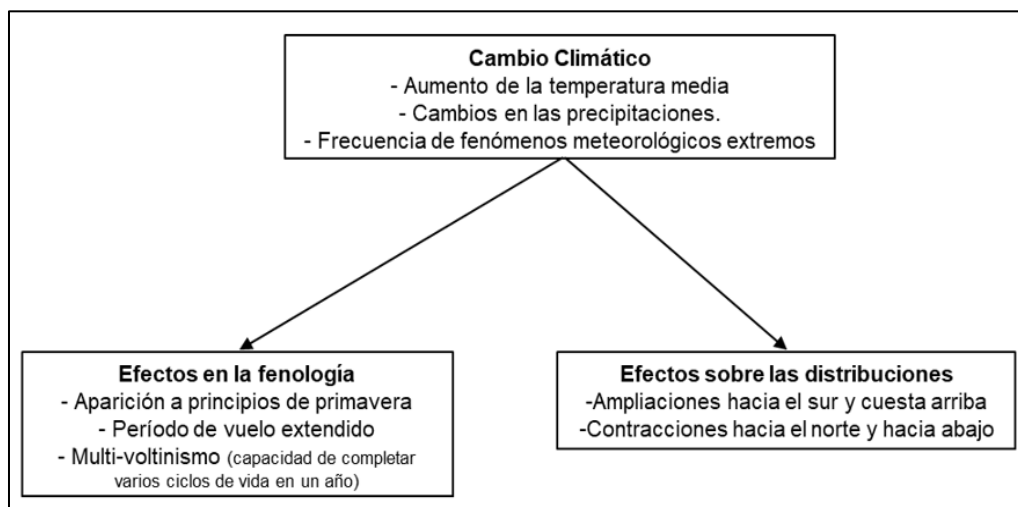 Cambio Climático
- Aumento de la temperatura media
- Cambios en las precipitaciones.
- Frecuencia de fenómenos meteorológicos extremos
Efectos en la fenología
- Aparición a principios de primavera
- Período de vuelo extendido
- Multi-voltinismo (capacidad de completar
varios ciclos de vida en un año)
Efectos sobre las distribuciones
-Ampliaciones hacia el sur y cuesta arriba
-Contracciones hacia el norte y hacia abajo